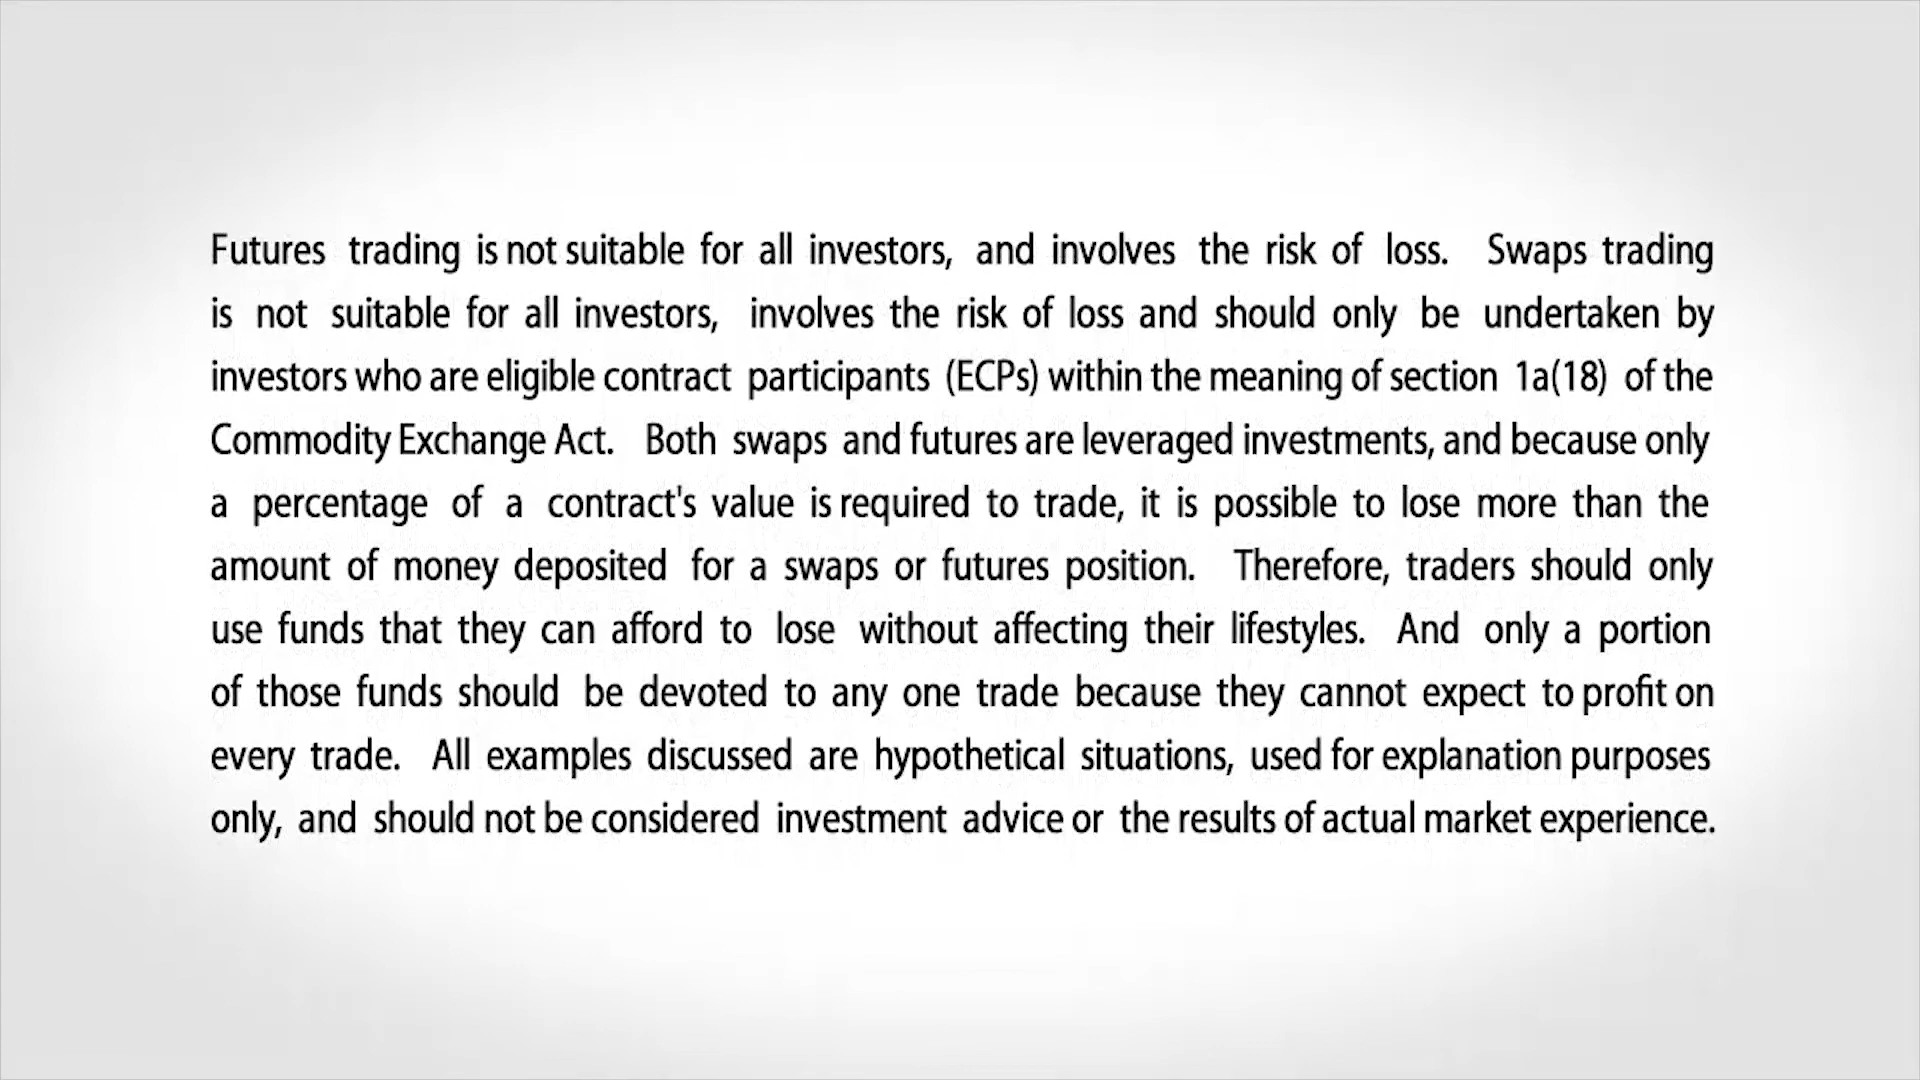 Futures trading is not suitable for all investors, and involves the risk of loss. Swaps trading
is not suitable for all investors, involves the risk of loss and should only be undertaken by
investors who are eligible contract participants (ECPs) within the meaning of section 1a(18) of the
Commodity Exchange Act. Both swaps and futures are leveraged investments, and because only
a percentage of a contract's value is required to trade, it is possible to lose more than the
amount of money deposited for a swaps or futures position. Therefore, traders should only
use funds that they can afford to lose without affecting their lifestyles. And only a portion
of those funds should be devoted to any one trade because they cannot expect to profit on
every trade. All examples discussed are hypothetical situations, used for explanation purposes
only, and should not be considered investment advice or the results of actual market experience.